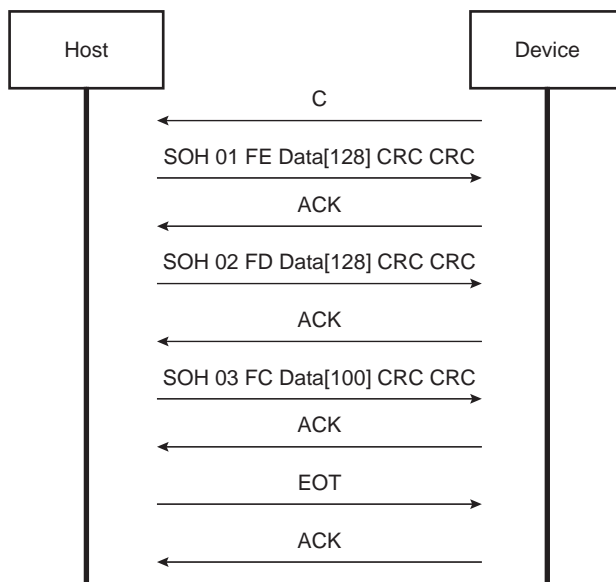 Host
Device
C
SOH 01 FE Data[128] CRC CRC
ACK
SOH 02 FD Data[128] CRC CRC
ACK
SOH 03 FC Data[100] CRC CRC
ACK
EOT
ACK